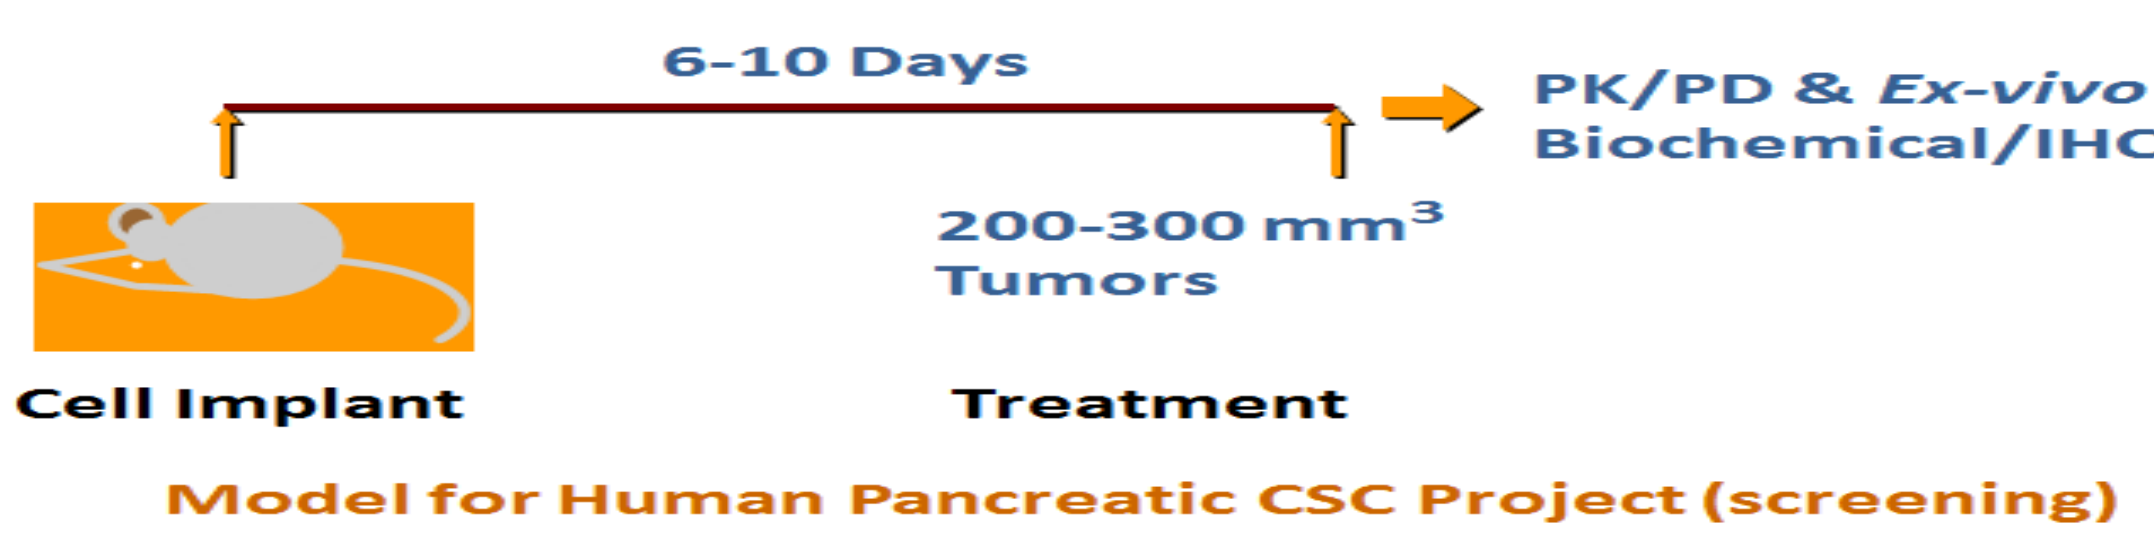 6-10 Days
PK/PD & Ex-vivo
Biochemical/IHC
200-300 mm³
Tumors
Cell Implant
Treatment
Model for Human Pancreatic CSC Project (screening)